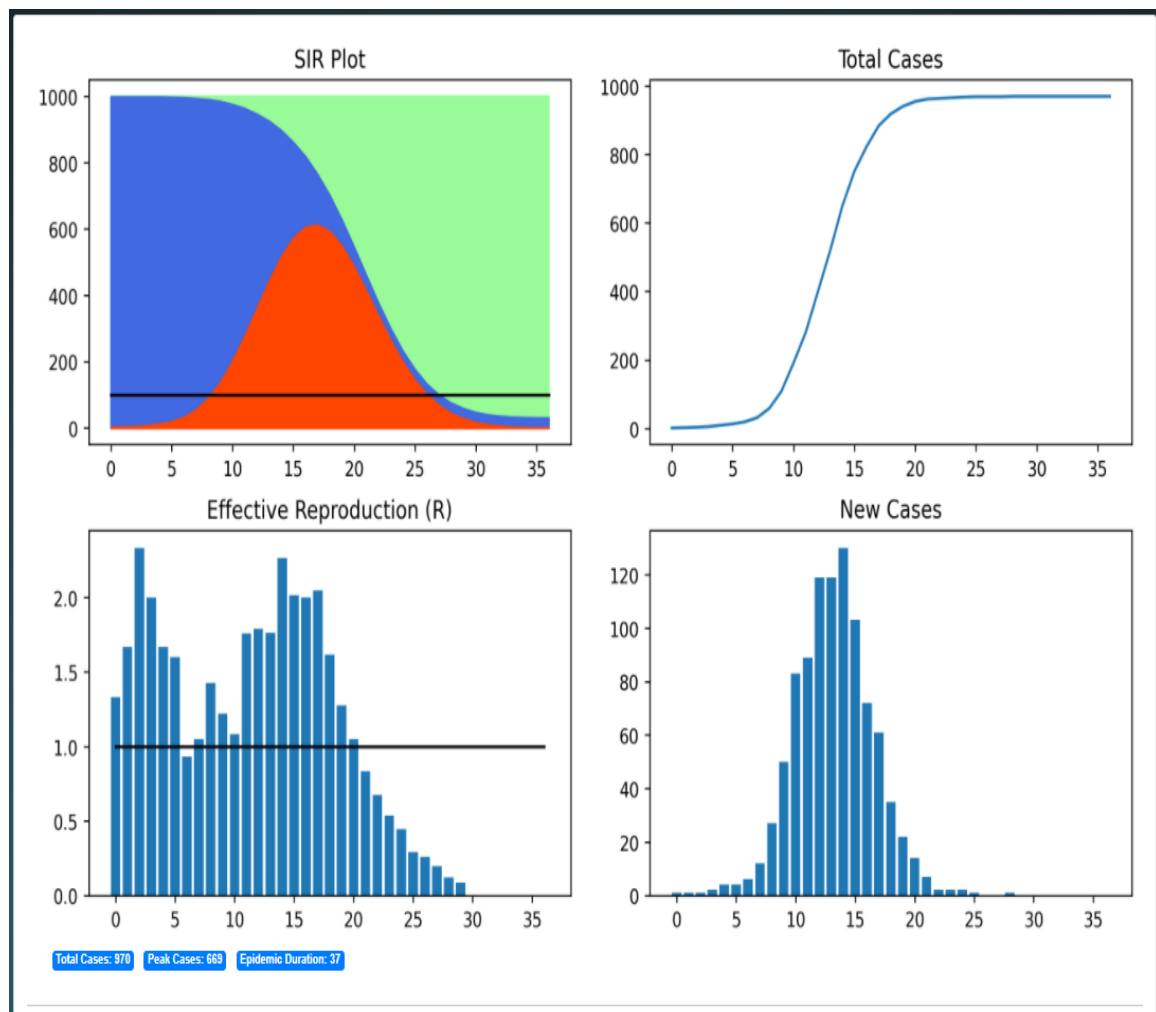 SIR Plot
1000
800
600
400
200
0
0 5 10 15 20 25 30 35
Total Cases
1000
800
600
400
200
0
0 5 10 15 20 25 30 35
Effective Reproduction (R)
2.0
1.5
1.0
0.5
0.0
0 5 10 15 20 25 30 35
New Cases
120
100
80
60
40
20
0
0 5 10 15 20 25 30 35
Total Cases: 970 Peak Cases: 669 Epidemic Duration: 37